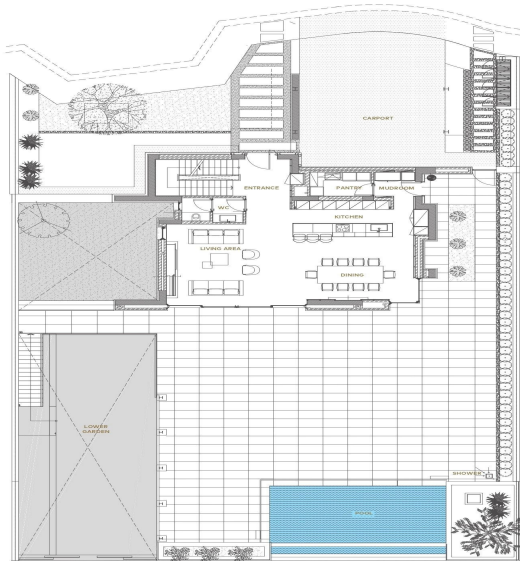 CARPORT
ENTRANCE
PANTRY
MUDROOM
WC
KITCHEN
LIVING AREA
DINING
LOWER
GARDEN
SHOWER
POOL